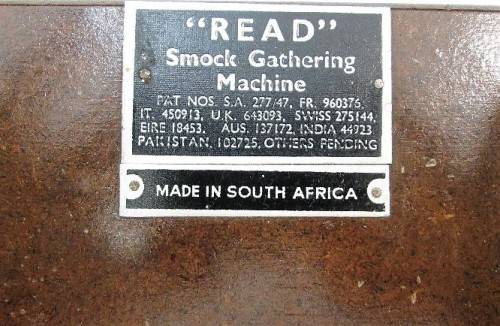 "READ"
Smock Gathering
Machine
PAT NOS. S.A. 277/47, FR. 960376,
IT. 450913, U.K. 643093, SWISS 275144,
EIRE 18453, AUS. 137172, INDIA 44923
PAKISTAN, 102725, OTHERS PENDING
MADE IN SOUTH AFRICA